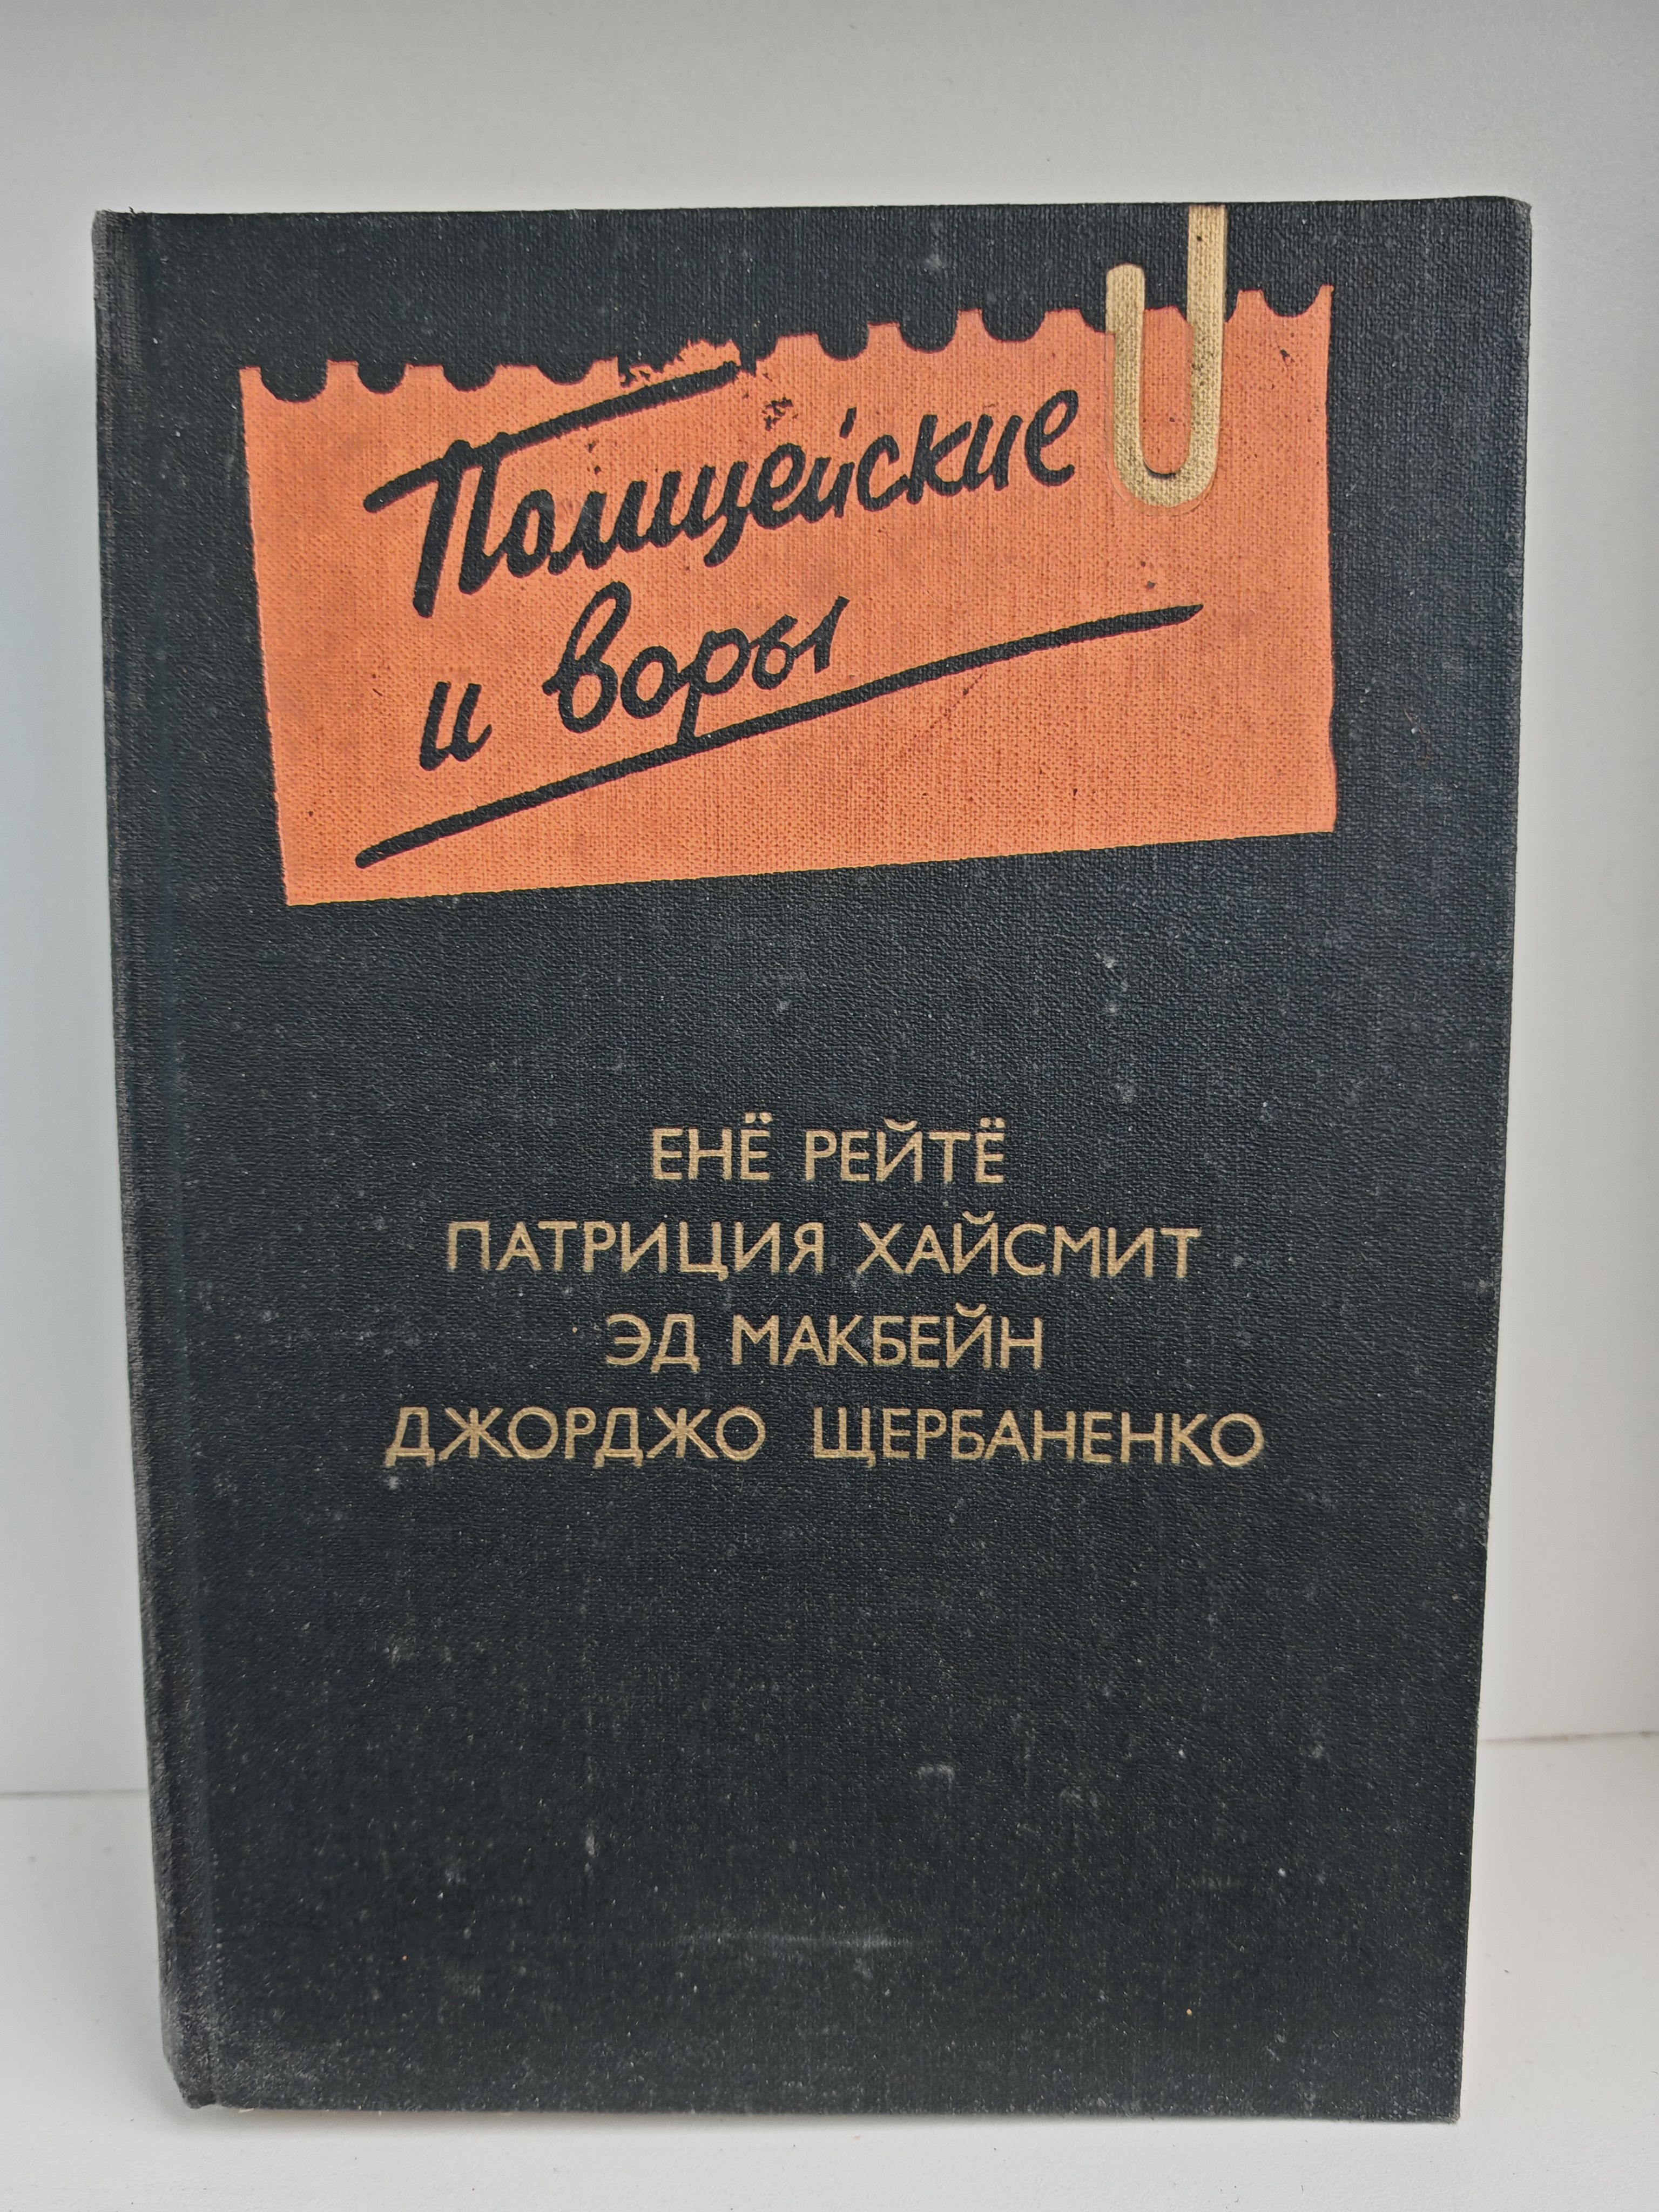 Полицейские
и воры
ЕНЁ РЕЙТЁ
ПАТРИЦИЯ ХАЙСМИТ
ЭД МАКБЕЙН
ДЖОРДЖО ЩЕРБАНЕНКО